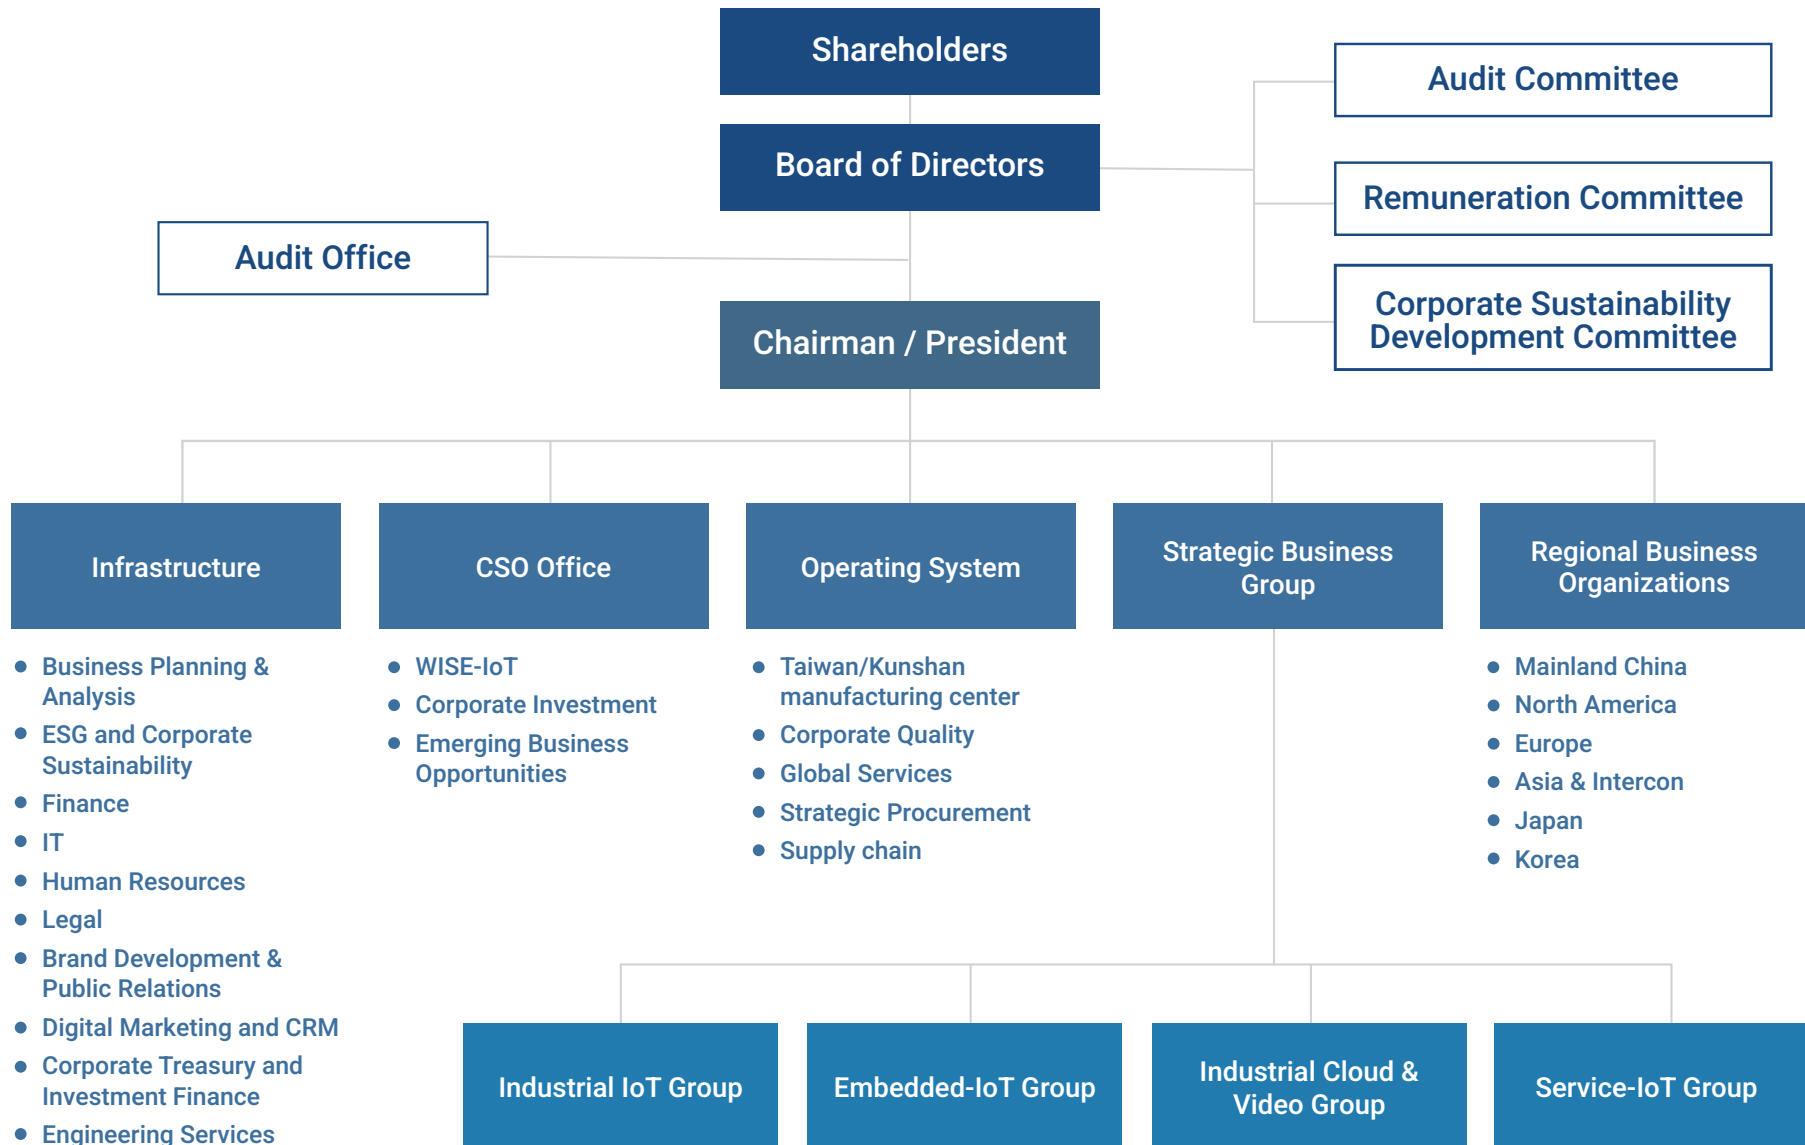 Shareholders
Board of Directors
Audit Committee
Remuneration Committee
Corporate Sustainability
Development Committee
Audit Office
Chairman / President
Infrastructure
Business Planning &
Analysis
ESG and Corporate
Sustainability
Finance
IT
Human Resources
Legal
Brand Development &
Public Relations
Digital Marketing and CRM
Corporate Treasury and
Investment Finance
Engineering Services
CSO Office
WISE-IoT
Corporate Investment
Emerging Business
Opportunities
Operating System
Taiwan/Kunshan
manufacturing center
Corporate Quality
Global Services
Strategic Procurement
Supply chain
Strategic Business
Group
Regional Business
Organizations
Mainland China
North America
Europe
Asia & Intercon
Japan
Korea
Industrial IoT Group
Embedded-IoT Group
Industrial Cloud &
Video Group
Service-IoT Group